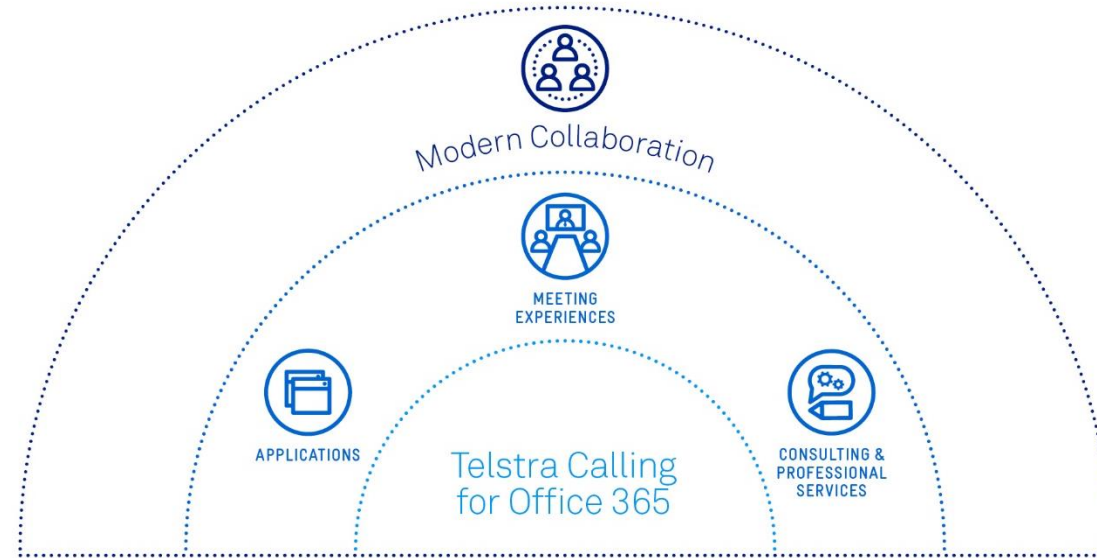 Modern Collaboration
MEETING
EXPERIENCES
APPLICATIONS
Telstra Calling
for Office 365
CONSULTING &
PROFESSIONAL
SERVICES